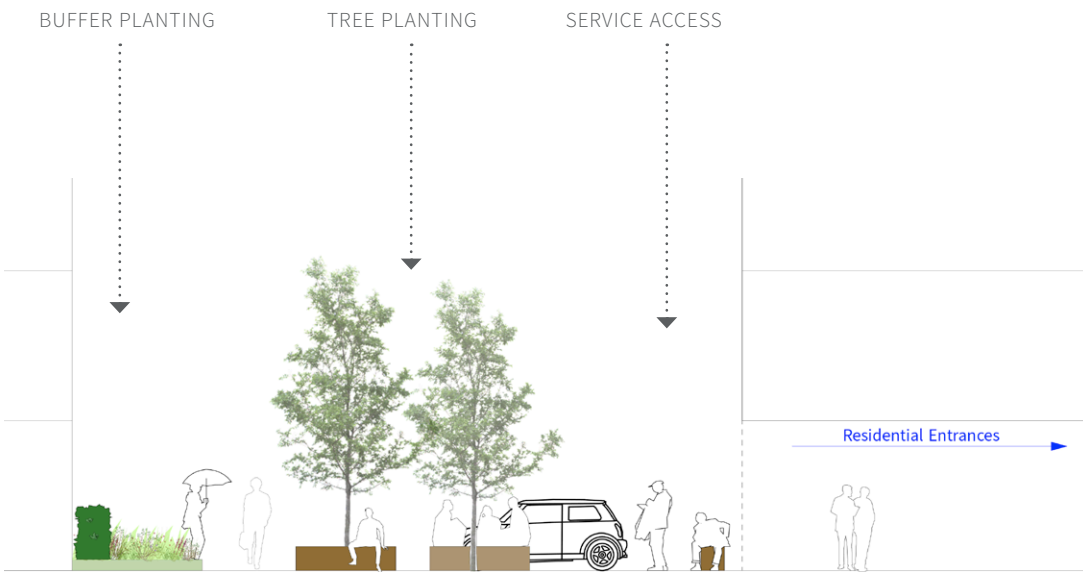 BUFFER PLANTING
TREE PLANTING
SERVICE ACCESS
Residential Entrances